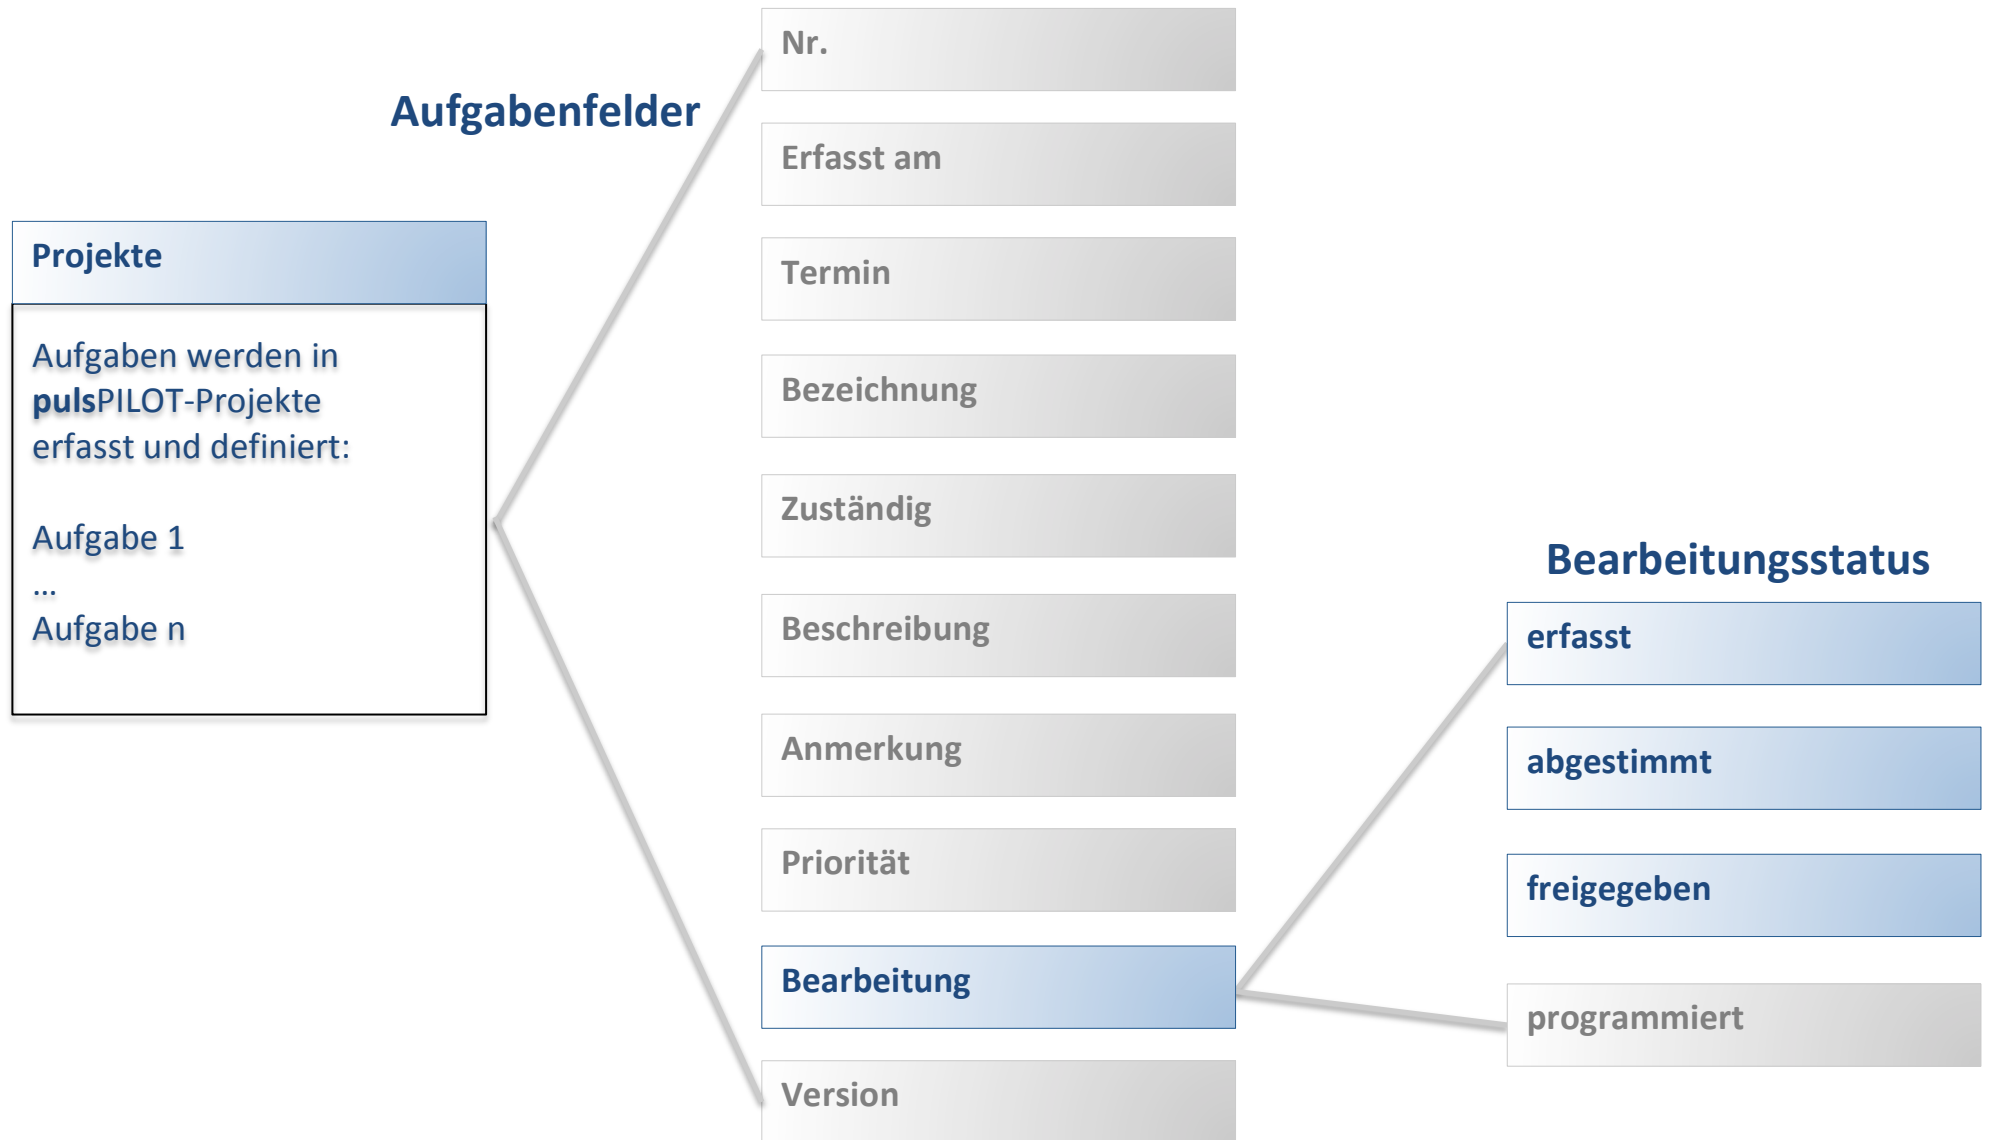 Aufgabenfelder
Projekte
Aufgaben werden in
pulsPILOT-Projekte
erfasst und definiert:
Aufgabe 1
...
Aufgabe n
Nr.
Erfasst am
Termin
Bezeichnung
Zuständig
Beschreibung
Anmerkung
Priorität
Bearbeitung
Version
Bearbeitungsstatus
erfasst
abgestimmt
freigegeben
programmiert